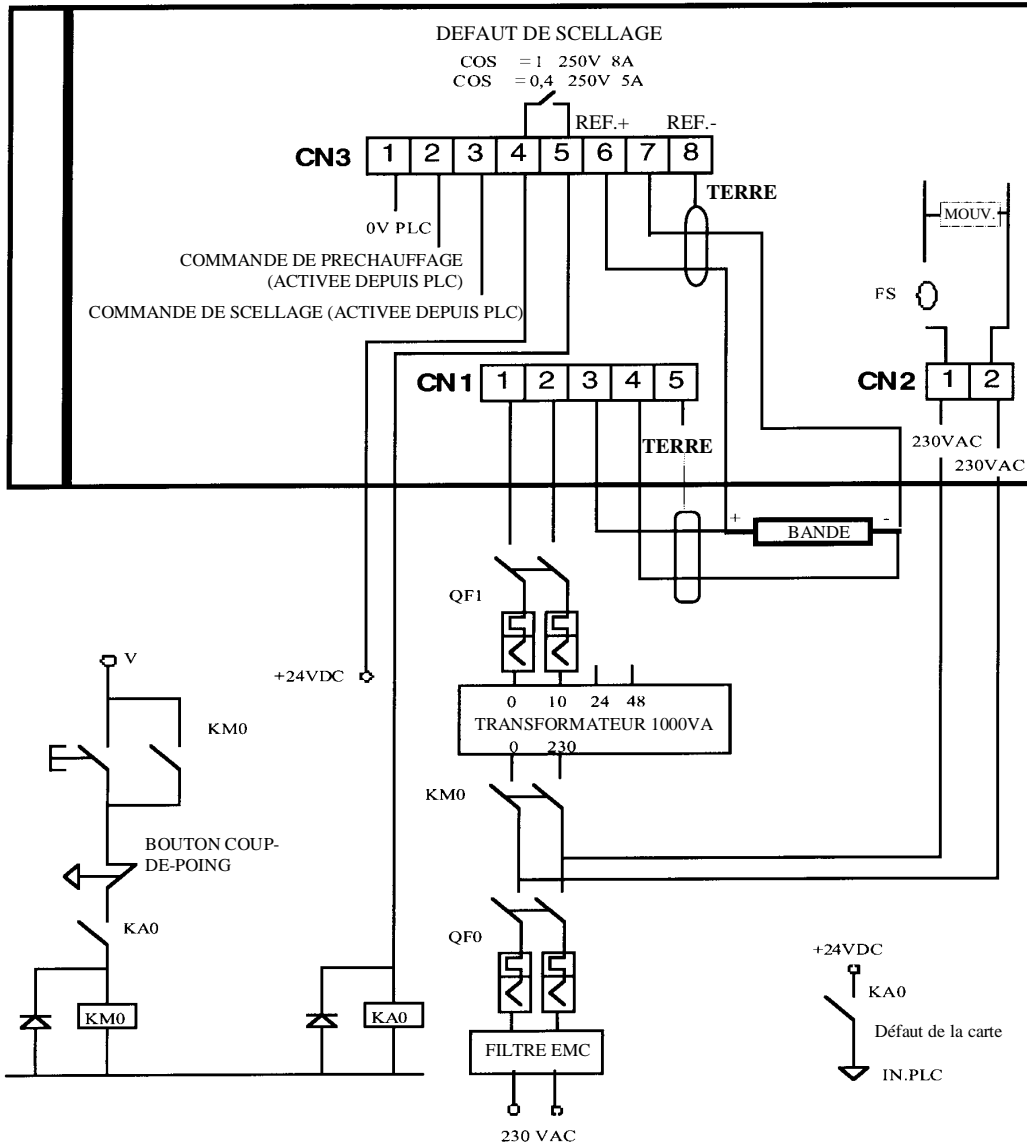 DEFAUT DE SCELLAGE
COS = 1 250V 8A
COS = 0,4 250V 5A
REF.+ REF.-
CN3 1 2 3 4 5 6 7 8
TERRE
0V PLC
MOUV.
COMMANDE DE PRECHAUFFAGE
(ACTIVEE DEPUIS PLC)
FS
COMMANDE DE SCELLAGE (ACTIVEE DEPUIS PLC)
CN1 1 2 3 4 5
CN2 1 2
TERRE
230VAC
230VAC
+ -
BANDE
QF1
V
+24VDC
0 10 24 48
TRANSFORMATEUR 1000VA
0 230
KM0
KM0
BOUTON COUP-
DE-POING
KA0
QF0
+24VDC
KA0
KM0
KA0
Défaut de la carte
FILTRE EMC
IN.PLC
230 VAC